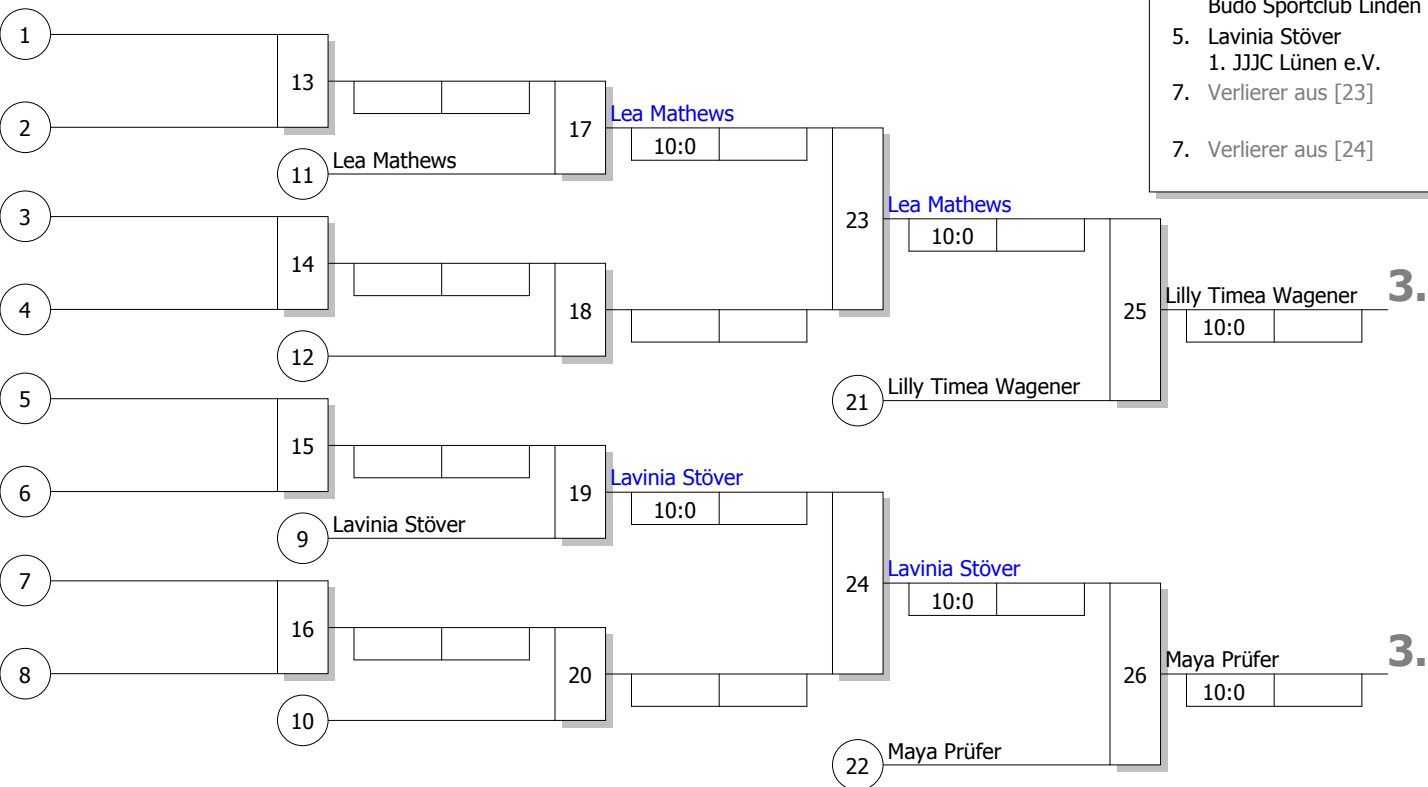 Budo Sportclub Linden
5. Lavinia Stöver
1. JJJC Lünen e.V.
7. Verlierer aus [23]
7. Verlierer aus [24]
1
13
2
17
Lea Mathews
10:0
11
Lea Mathews
3
14
4
18
12
23
Lea Mathews
10:0
25
Lilly Timea Wagener
3.
10:0
21
Lilly Timea Wagener
5
15
6
19
Lavinia Stöver
10:0
9
Lavinia Stöver
7
16
8
20
10
24
Lavinia Stöver
10:0
26
Maya Prüfer
3.
10:0
22
Maya Prüfer